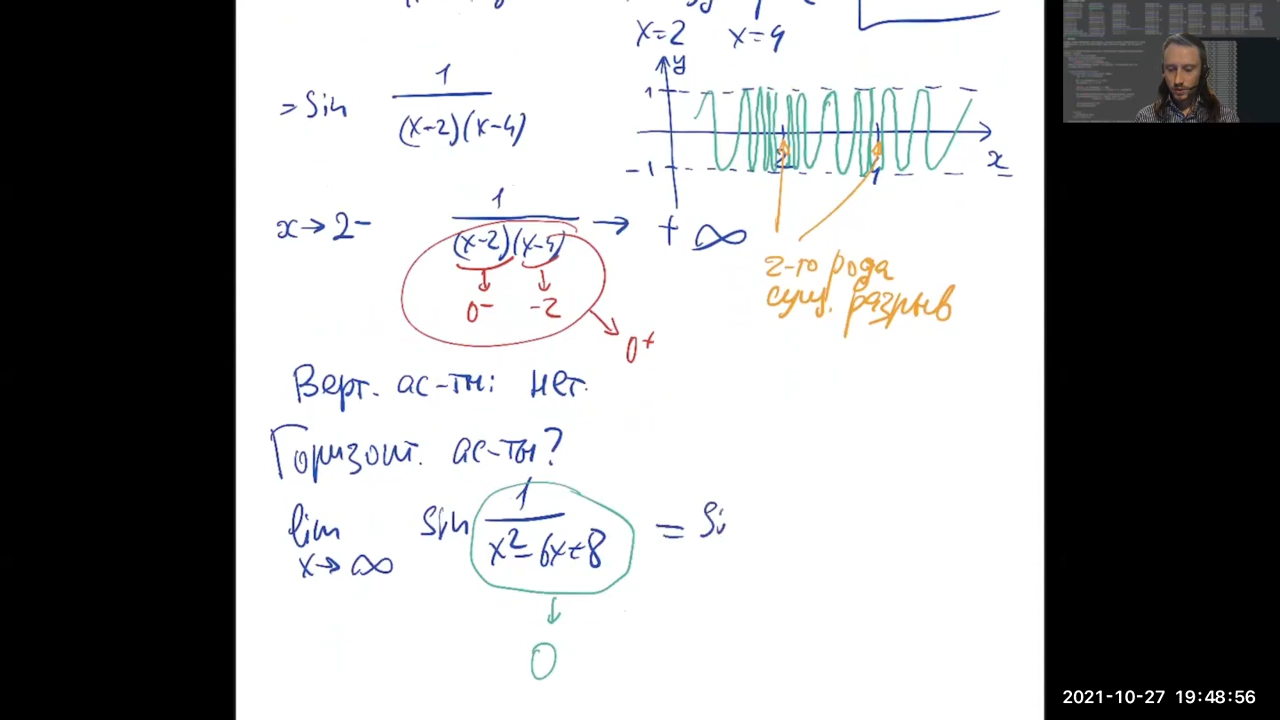 x=2 x=4
= Sin 1/((x-2)(x-4))
y
1
-1
2
4
x
x→2- 1/((x-2)(x-4)) → +∞
0- -2
0+
2-го рода
сущ. разрыв
Верт. ас-ты: нет.
Горизонт. ас-ты?
lim x→∞ Sin 1/(x²-6x+8) = Si
0
2021-10-27 19:48:56